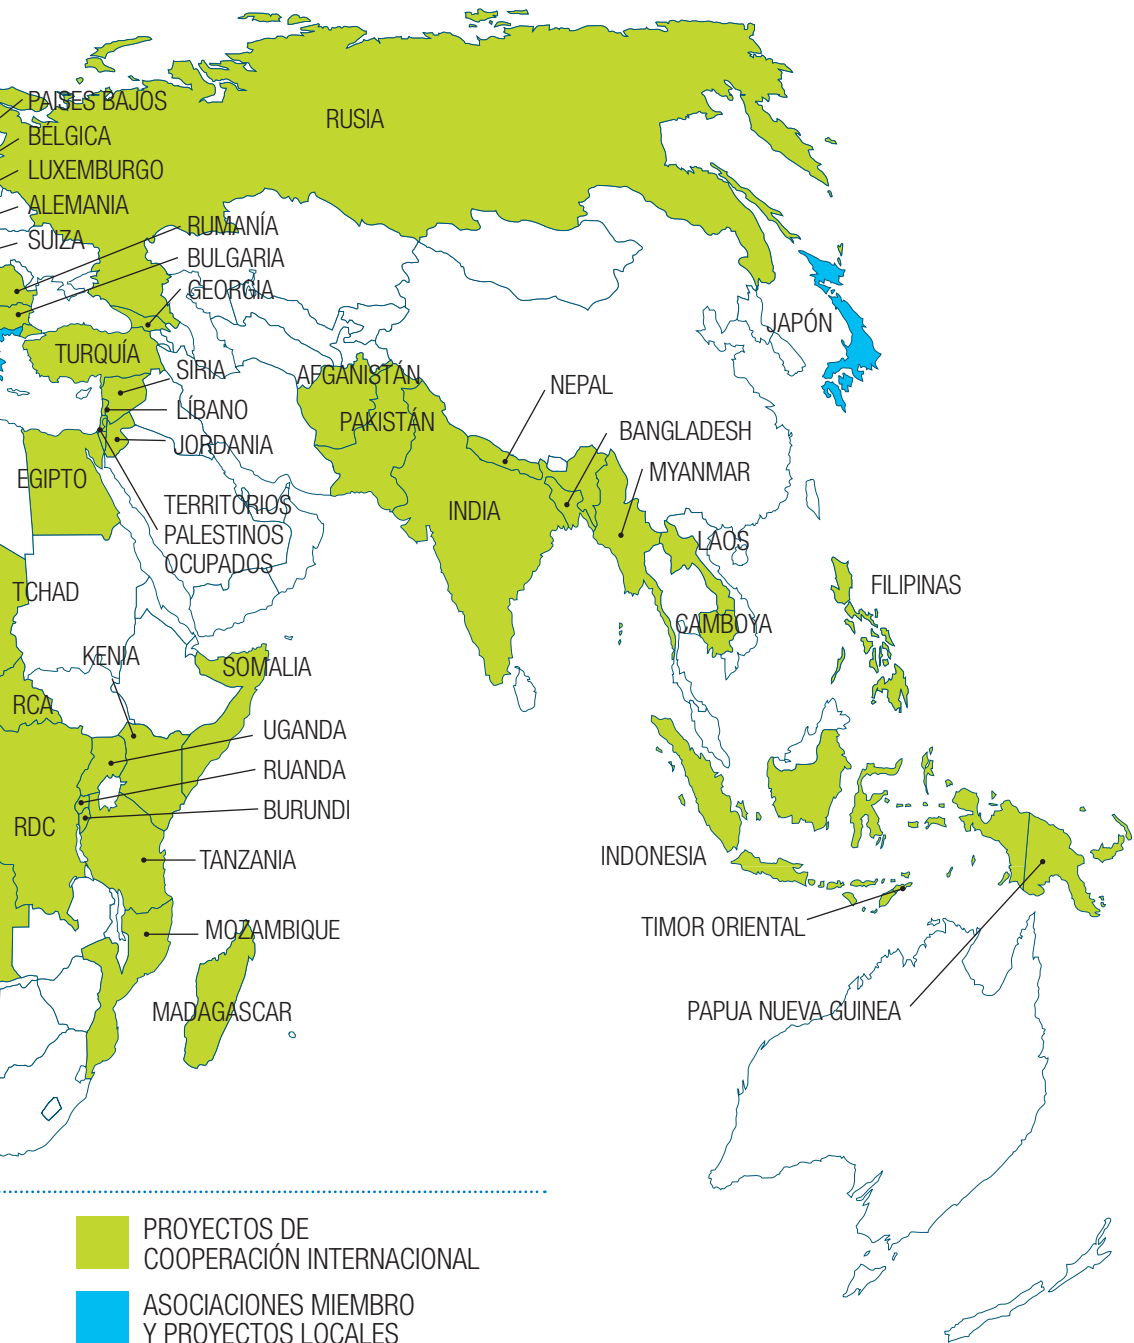 PAISES BAJOS
BÉLGICA
LUXEMBURGO
ALEMANIA
SUIZA
RUSIA
RUMANÍA
BULGARIA
GEORGIA
TURQUÍA
SIRIA
LÍBANO
JORDANIA
EGIPTO
TERRITORIOS
PALESTINOS
OCUPADOS
AFGANISTÁN
PAKISTÁN
INDIA
NEPAL
BANGLADESH
MYANMAR
JAPÓN
LAOS
CAMBOYA
FILIPINAS
TCHAD
KENIA
SOMALIA
RCA
UGANDA
RUANDA
BURUNDI
RDC
TANZANIA
MOZAMBIQUE
MADAGASCAR
INDONESIA
TIMOR ORIENTAL
PAPUA NUEVA GUINEA
PROYECTOS DE
COOPERACIÓN INTERNACIONAL
ASOCIACIONES MIEMBRO
Y PROYECTOS LOCALES